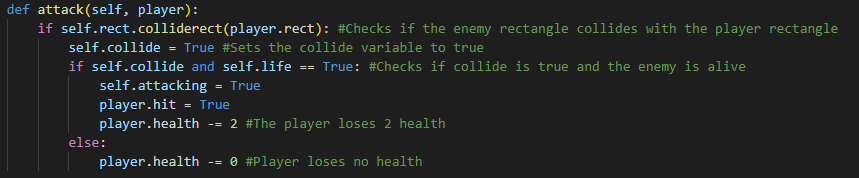 def attack(self, player):
    if self.rect.colliderect(player.rect): #Checks if the enemy rectangle collides with the player rectangle
        self.collide = True #Sets the collide variable to true
        if self.collide and self.life == True: #Checks if collide is true and the enemy is alive
            self.attacking = True
            player.hit = True
            player.health -= 2 #The player loses 2 health
        else:
            player.health -= 0 #Player loses no health